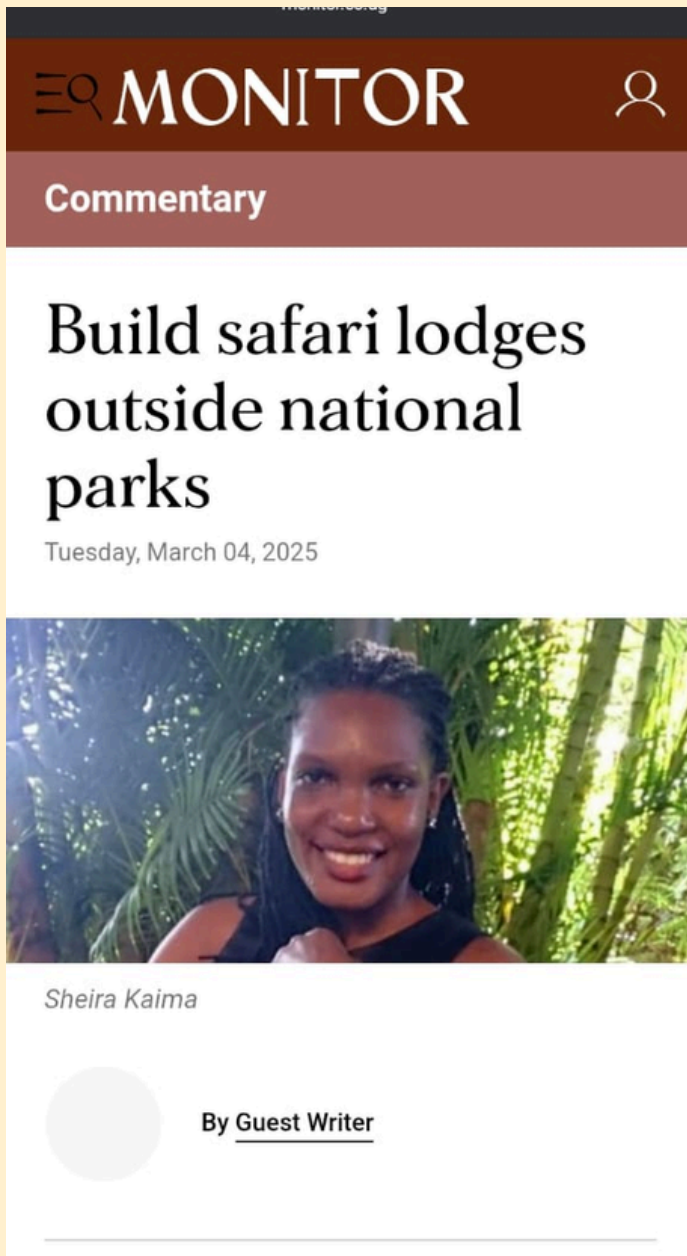 MONITOR
Commentary
Build safari lodges
outside national
parks
Tuesday, March 04, 2025
Sheira Kaima
By Guest Writer